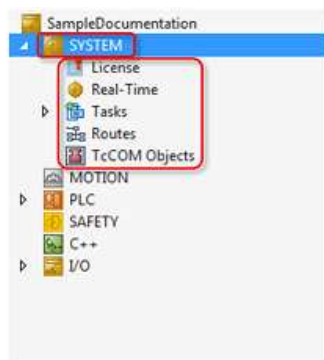 SampleDocumentation
SYSTEM
License
Real-Time
Tasks
Routes
TcCOM Objects
MOTION
PLC
SAFETY
C++
I/O